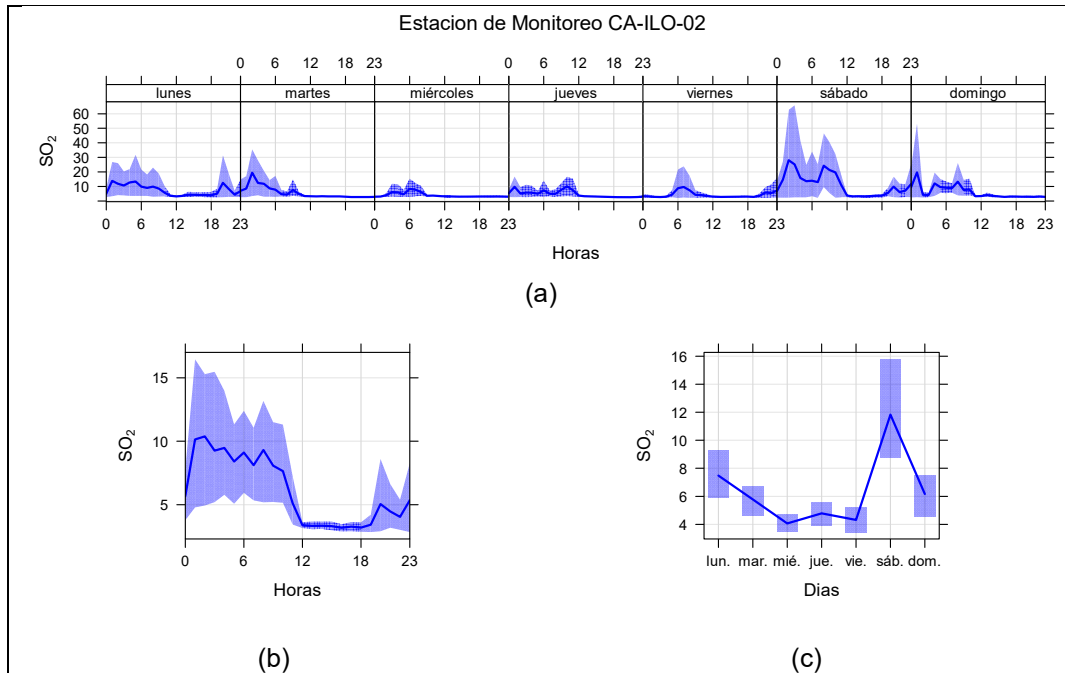 Estacion de Monitoreo CA-ILO-02
0 6 12 18 23 0 6 12 18 23 0 6 12 18 23
lunes martes miércoles jueves viernes sábado domingo
60
50
40
30
20
10
SO2
0 6 12 18 23 0 6 12 18 23 0 6 12 18 23 0 6 12 18 23
Horas
(a)
15
10
5
SO2
0 6 12 18 23
Horas
(b)
16
14
12
10
8
6
4
SO2
lun. mar. mié. jue. vie. sáb. dom.
Dias
(c)